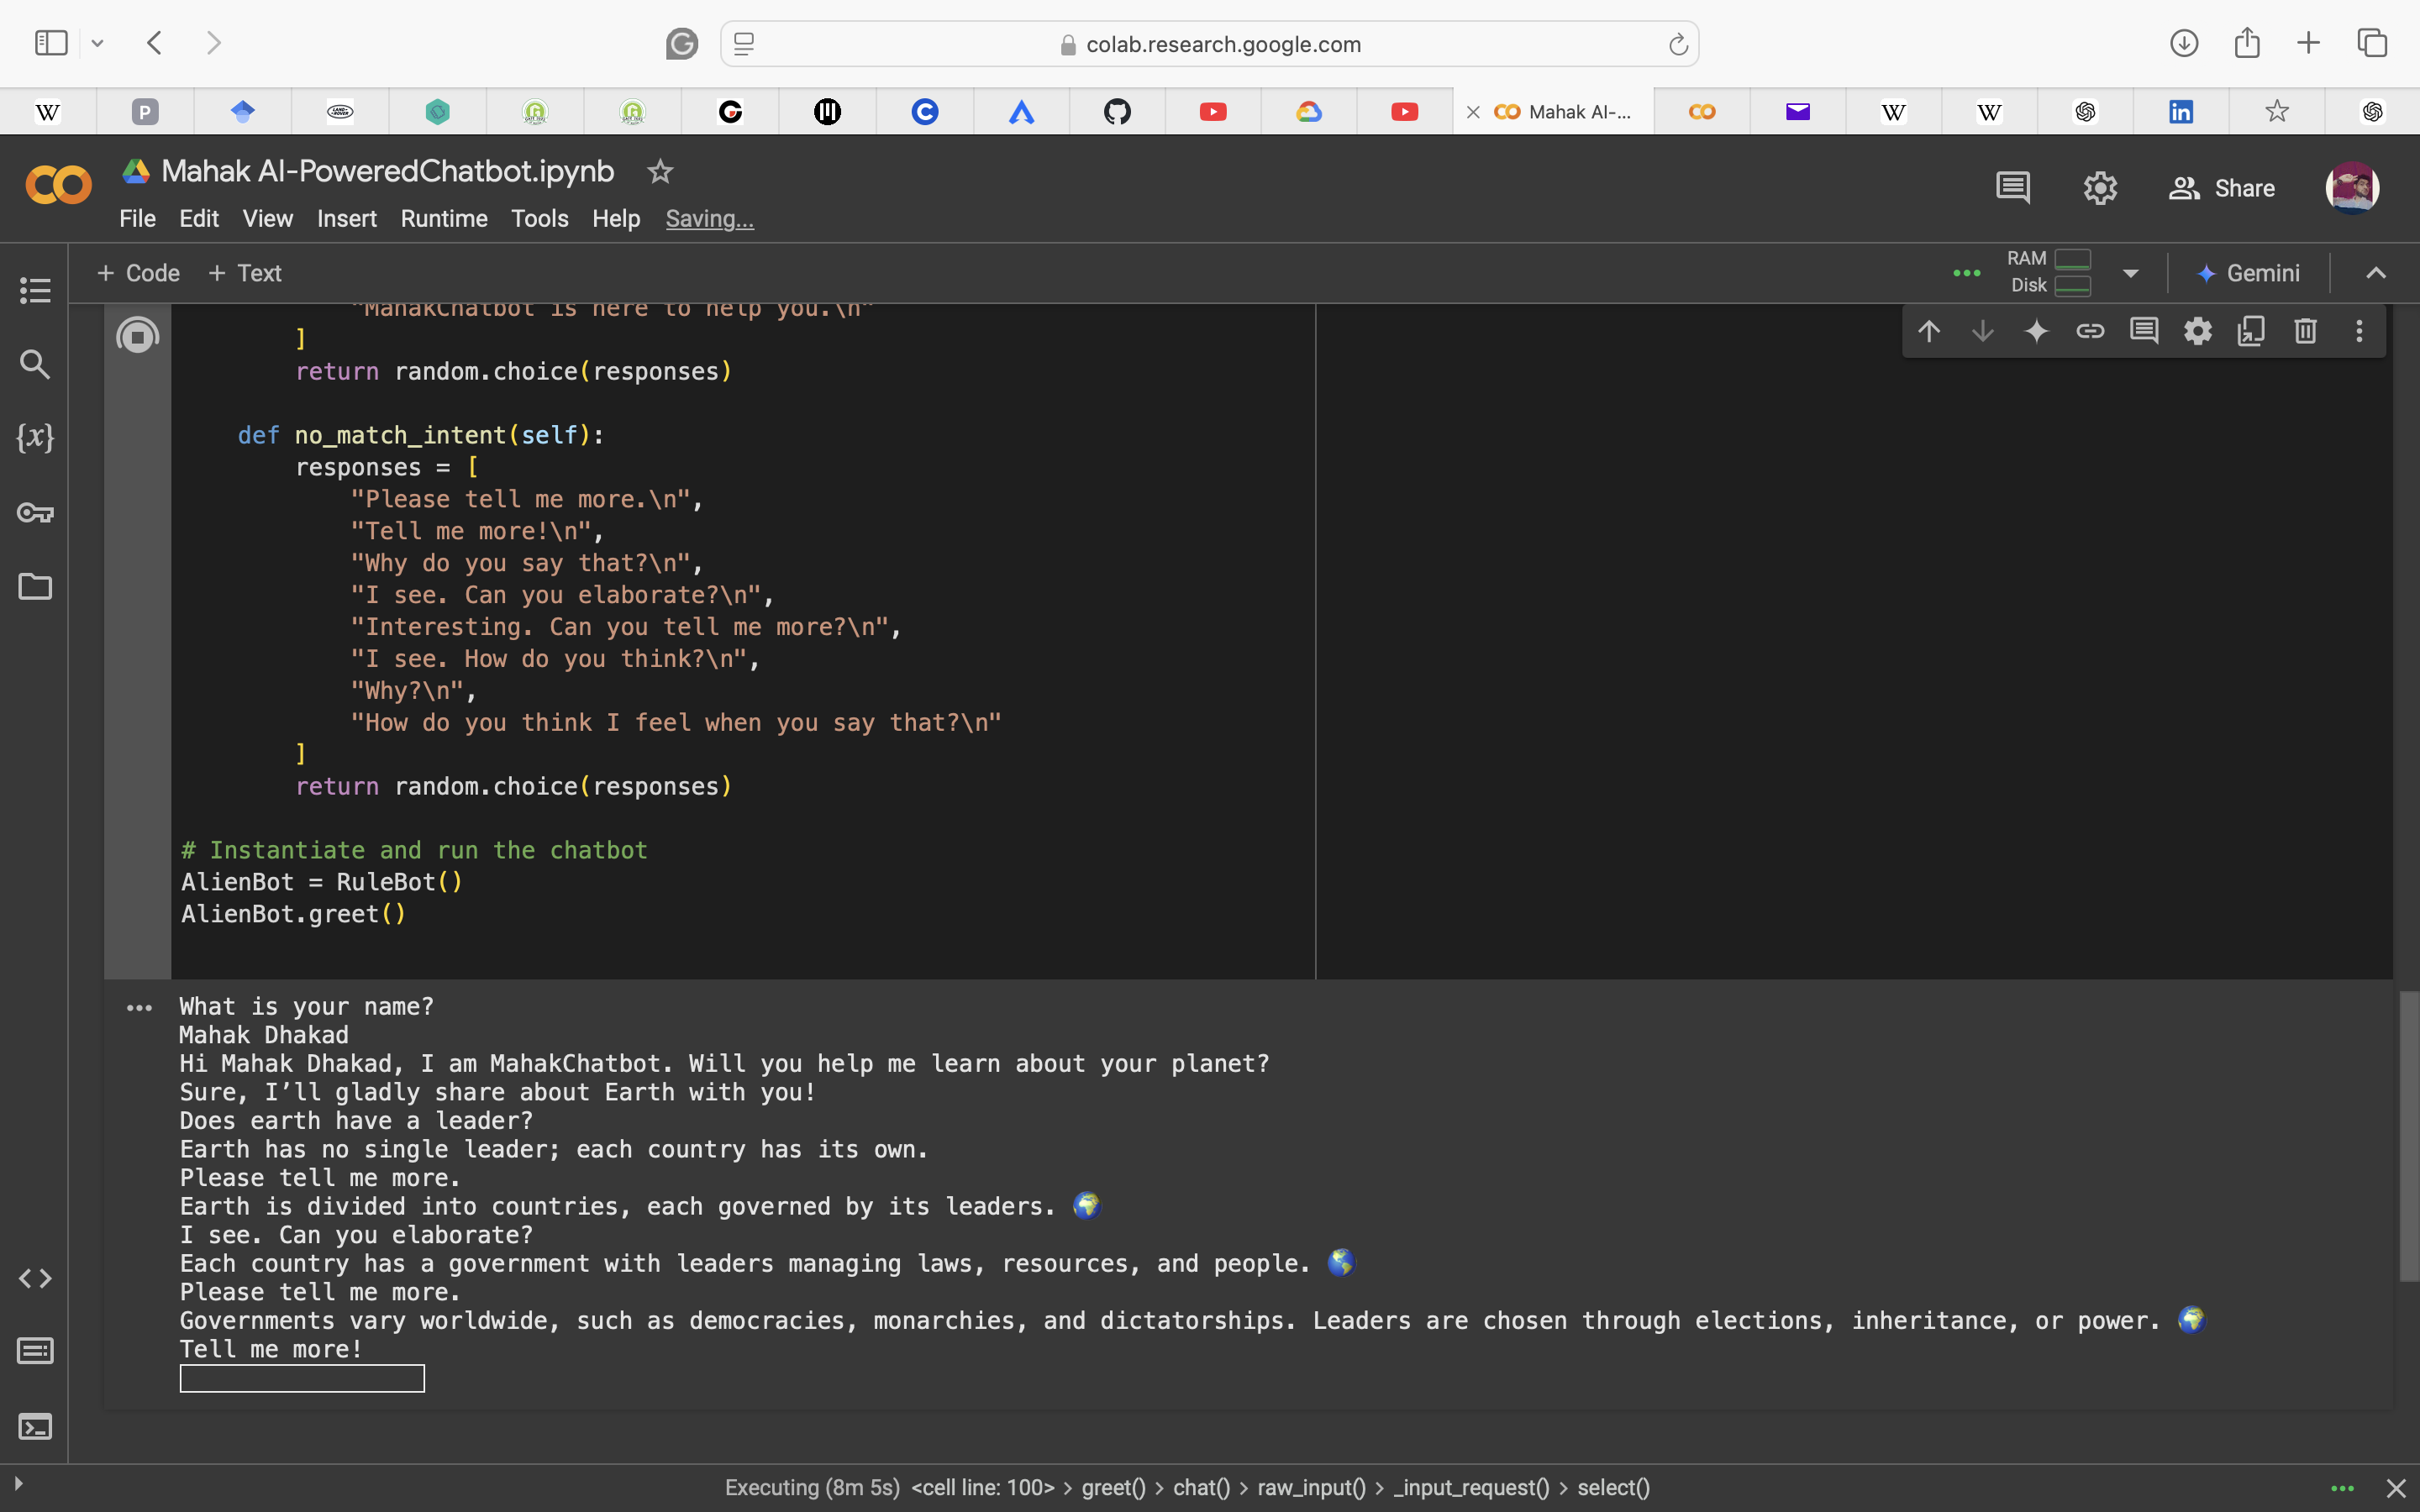 colab.research.google.com
W
P
Mahak AI-...
W
W
Mahak AI-PoweredChatbot.ipynb
File Edit View Insert Runtime Tools Help Saving...
Share
+ Code + Text
RAM
Disk
Gemini
"MahakChatbot is here to help you.\n"
]
return random.choice(responses)
def no_match_intent(self):
responses = [
"Please tell me more.\n",
"Tell me more!\n",
"Why do you say that?\n",
"I see. Can you elaborate?\n",
"Interesting. Can you tell me more?\n",
"I see. How do you think?\n",
"Why?\n",
"How do you think I feel when you say that?\n"
]
return random.choice(responses)
# Instantiate and run the chatbot
AlienBot = RuleBot()
AlienBot.greet()
What is your name?
Mahak Dhakad
Hi Mahak Dhakad, I am MahakChatbot. Will you help me learn about your planet?
Sure, I’ll gladly share about Earth with you!
Does earth have a leader?
Earth has no single leader; each country has its own.
Please tell me more.
Earth is divided into countries, each governed by its leaders. 🌍
I see. Can you elaborate?
Each country has a government with leaders managing laws, resources, and people. 🌎
Please tell me more.
Governments vary worldwide, such as democracies, monarchies, and dictatorships. Leaders are chosen through elections, inheritance, or power. 🌍
Tell me more!
Executing (8m 5s) <cell line: 100> > greet() > chat() > raw_input() > _input_request() > select()